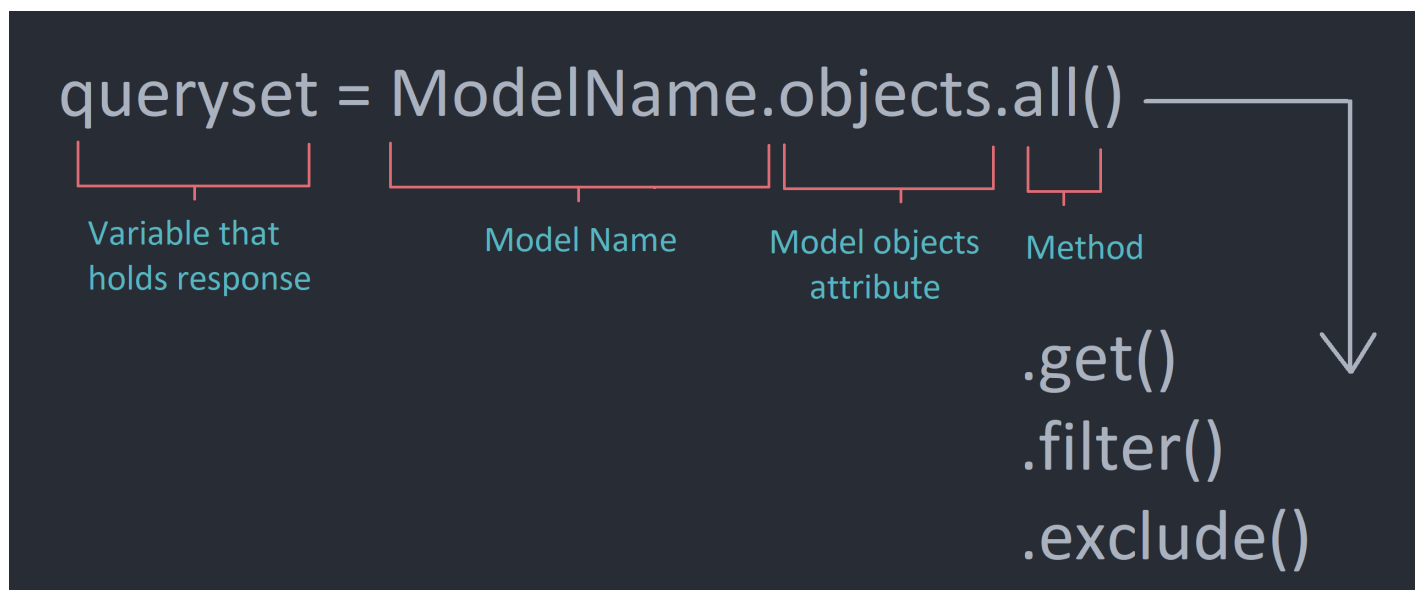 queryset = ModelName.objects.all()
Variable that
holds response
Model Name
Model objects
attribute
Method
.get()
.filter()
.exclude()